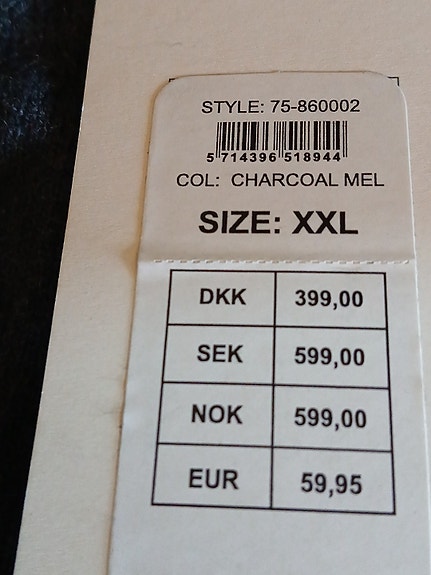 STYLE: 75-860002
5 714396 518944
COL: CHARCOAL MEL
SIZE: XXL
DKK 399,00
SEK 599,00
NOK 599,00
EUR 59,95